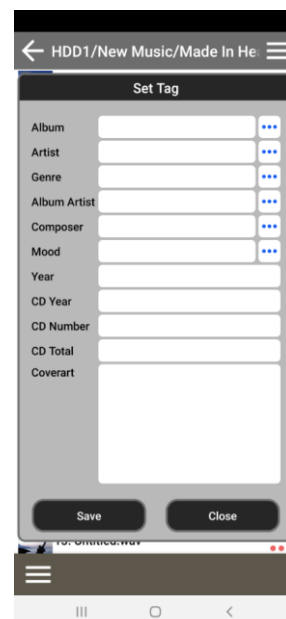 HDD1/New Music/Made In He
Set Tag
Album
Artist
Genre
Album Artist
Composer
Mood
Year
CD Year
CD Number
CD Total
Coverart
Save Close